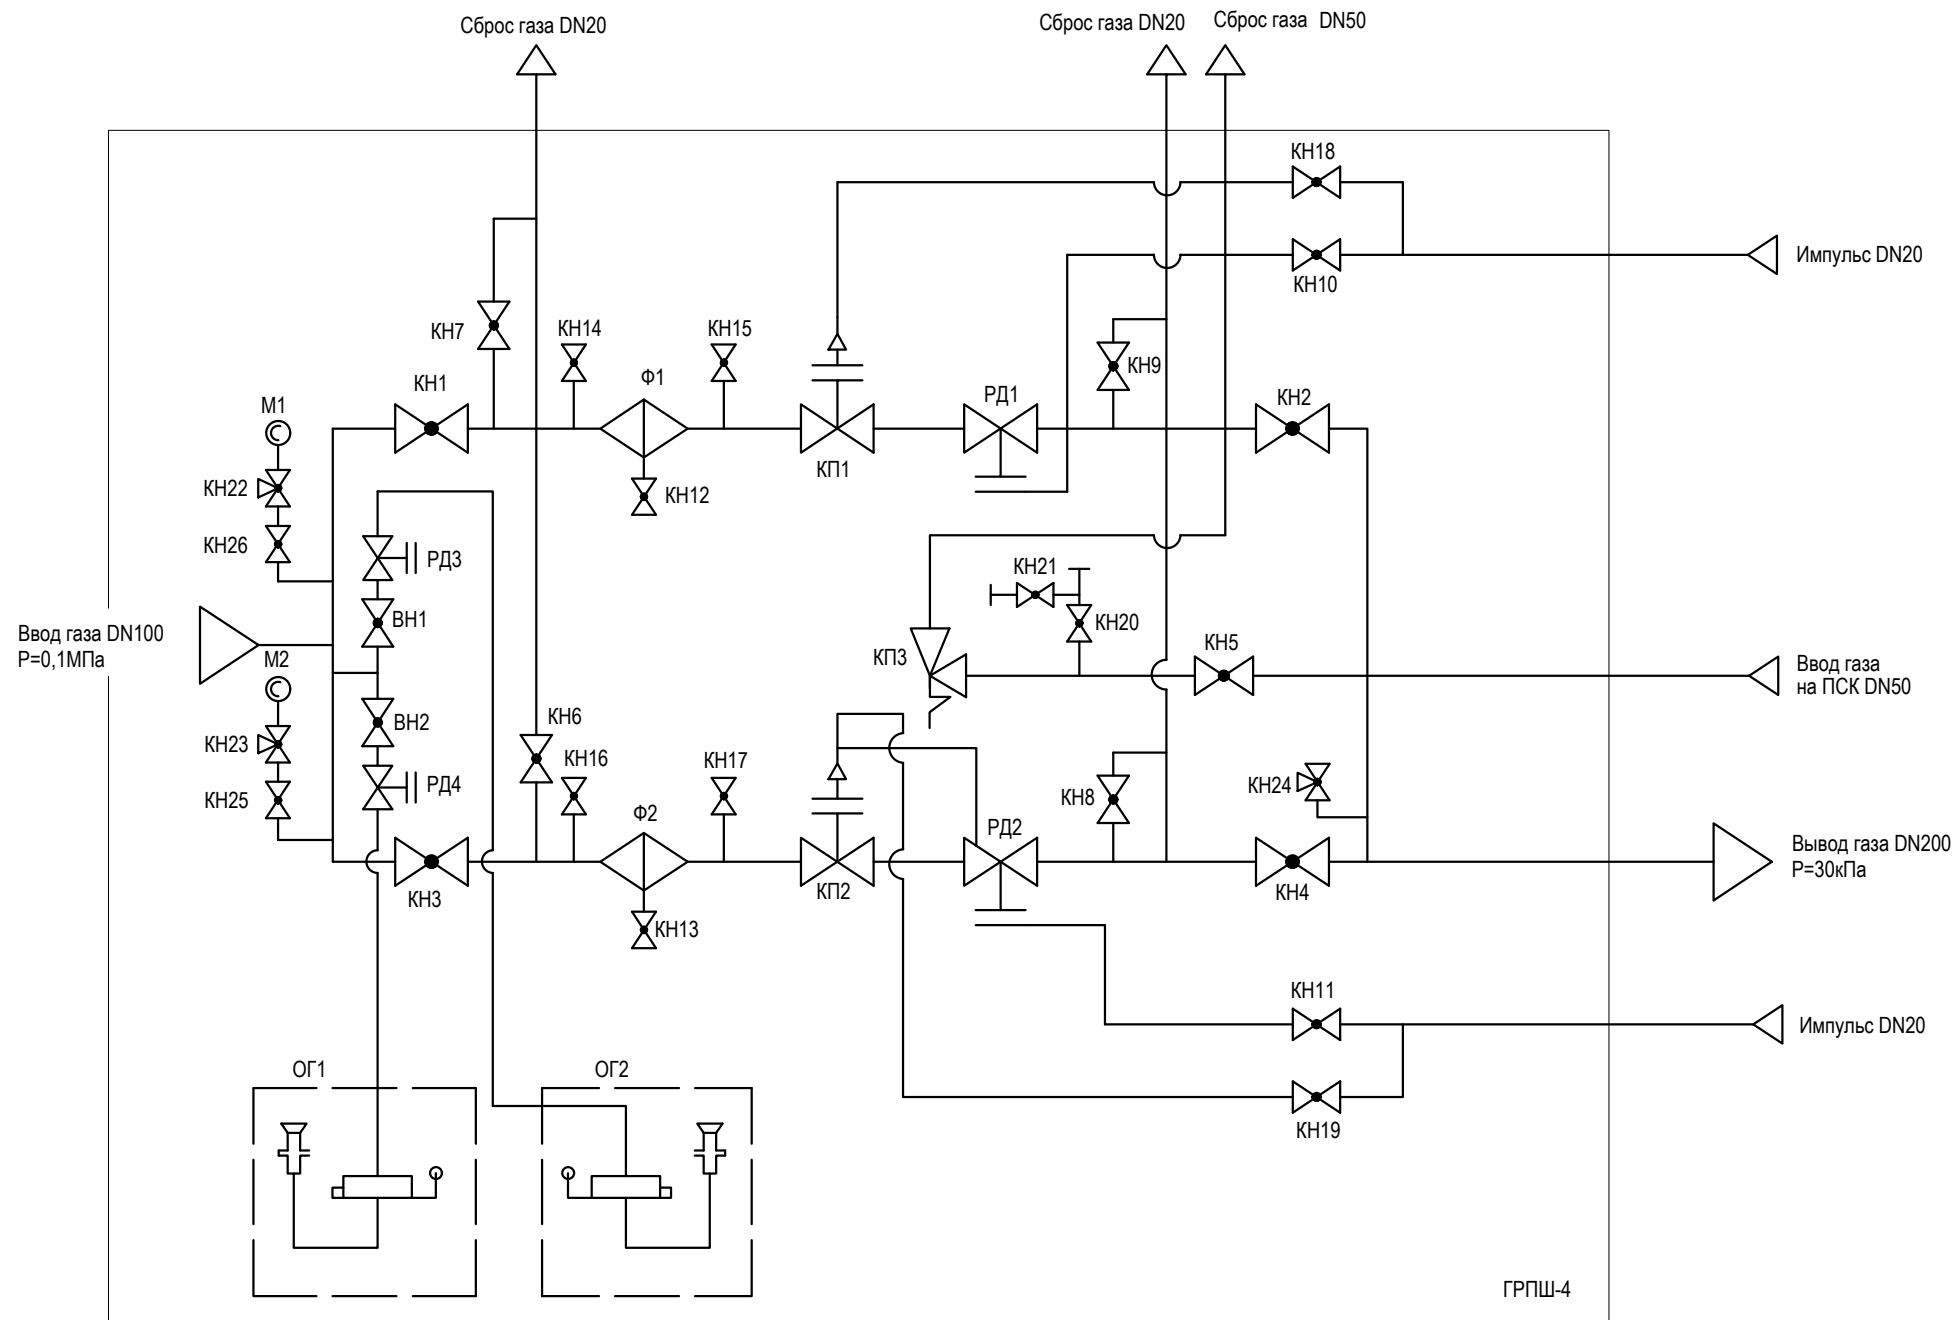 Сброс газа DN20
Сброс газа DN20
Сброс газа DN50
КН18
Импульс DN20
КН10
КН7
КН14
КН15
КН9
КН1
Ф1
РД1
КН2
М1
КП1
КН22
КН12
КН26
РД3
КН21
ВН1
КН20
Ввод газа DN100
Р=0,1МПа
М2
КП3
КН5
Ввод газа
на ПСК DN50
ВН2
КН6
КН23
КН16
КН17
РД4
КН24
КН25
КН8
Ф2
РД2
Вывод газа DN200
Р=30кПа
КН3
КП2
КН4
КН13
КН11
Импульс DN20
ОГ1
ОГ2
КН19
ГРПШ-4